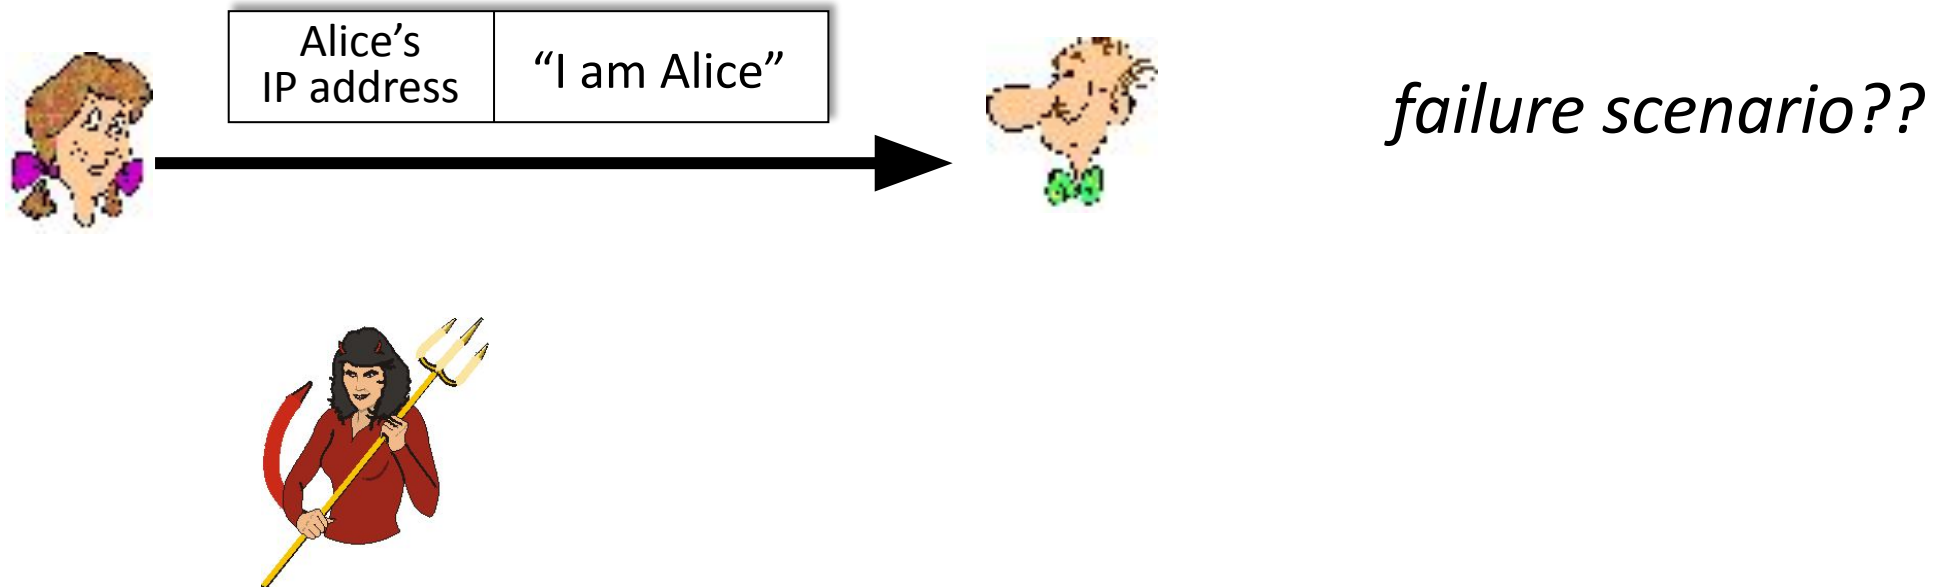 Alice’s
IP address
“I am Alice”
failure scenario??